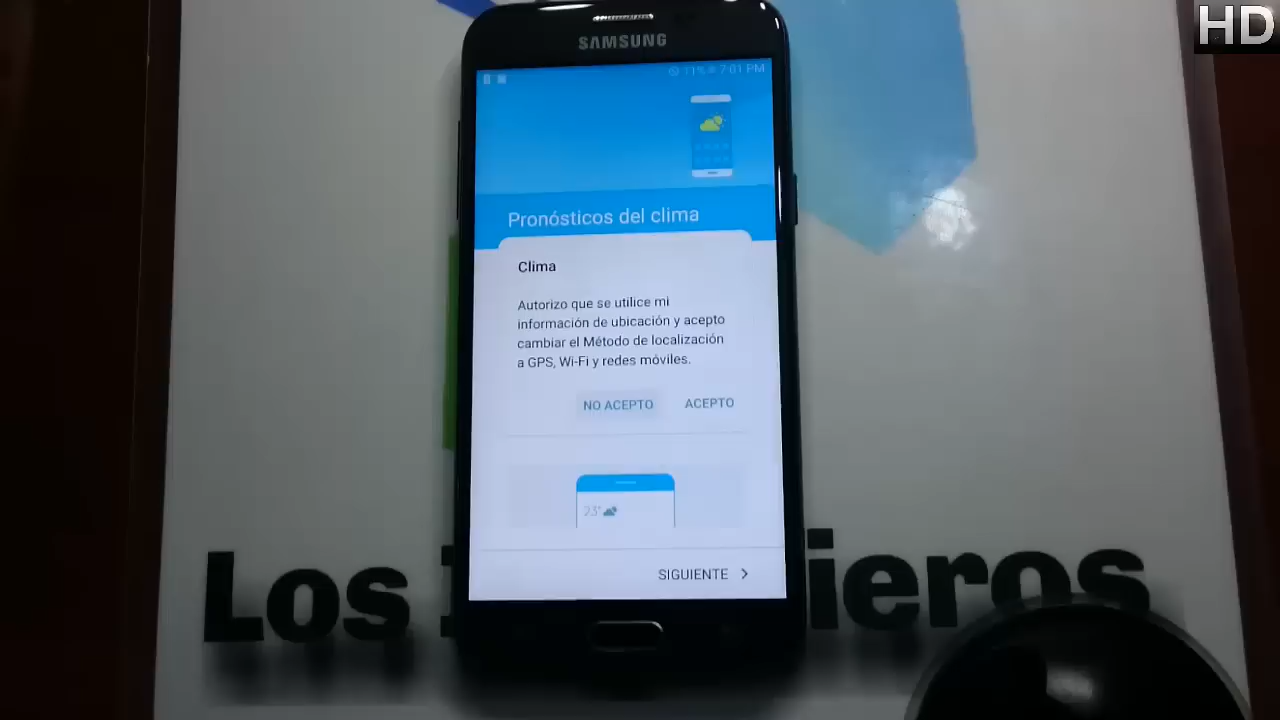 HD
SAMSUNG
11% 7:01 PM
Pronósticos del clima
Clima
Autorizo que se utilice mi
información de ubicación y acepto
cambiar el Método de localización
a GPS, Wi-Fi y redes móviles.
NO ACEPTO ACEPTO
23°
SIGUIENTE >
Los ieros